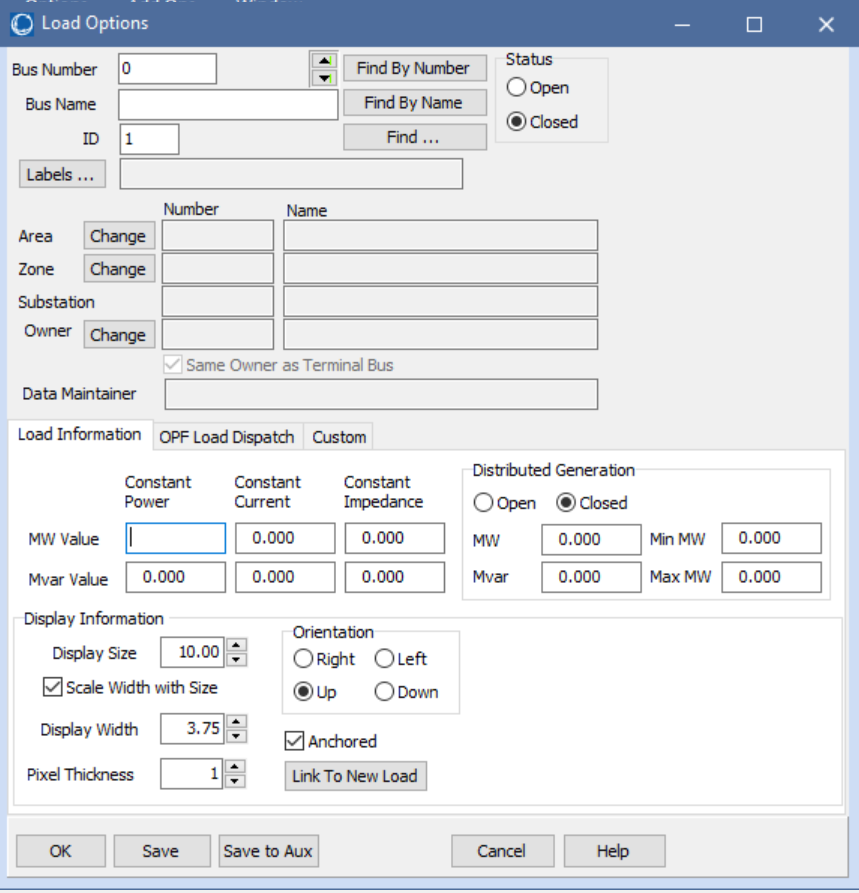 Load Options
Bus Number 0 Find By Number
Bus Name Find By Name
ID 1 Find ...
Status
Open
Closed
Labels ...
Number Name
Area Change
Zone Change
Substation
Owner Change
Same Owner as Terminal Bus
Data Maintainer
Load Information OPF Load Dispatch Custom
Constant Power Constant Current Constant Impedance
MW Value 0.000 0.000
Mvar Value 0.000 0.000 0.000
Distributed Generation
Open Closed
MW 0.000 Min MW 0.000
Mvar 0.000 Max MW 0.000
Display Information
Display Size 10.00
Scale Width with Size
Display Width 3.75
Pixel Thickness 1
Orientation
Right Left
Up Down
Anchored
Link To New Load
OK Save Save to Aux Cancel Help